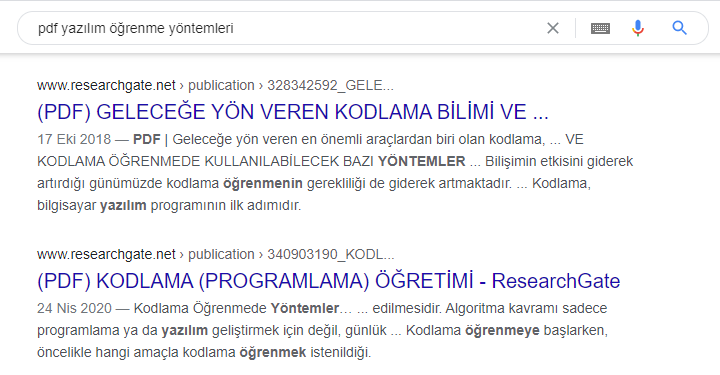 pdf yazılım öğrenme yöntemleri
www.researchgate.net › publication › 328342592_GELE...
(PDF) GELECEĞE YÖN VEREN KODLAMA BİLİMİ VE ...
17 Eki 2018 — PDF | Geleceğe yön veren en önemli araçlardan biri olan kodlama, ... VE
KODLAMA ÖĞRENMEDE KULLANILABİLECEK BAZI YÖNTEMLER ... Bilişimin etkisini giderek
artırdığı günümüzde kodlama öğrenmenin gerekliliği de giderek artmaktadır. ... Kodlama,
bilgisayar yazılım programının ilk adımıdır.
www.researchgate.net › publication › 340903190_KODL...
(PDF) KODLAMA (PROGRAMLAMA) ÖĞRETİMİ - ResearchGate
24 Nis 2020 — Kodlama Öğrenmede Yöntemler… ... edilmesidir. Algoritma kavramı sadece
programlama ya da yazılım geliştirmek için değil, günlük ... Kodlama öğrenmeye başlarken,
öncelikle hangi amaçla kodlama öğrenmek istenildiği.